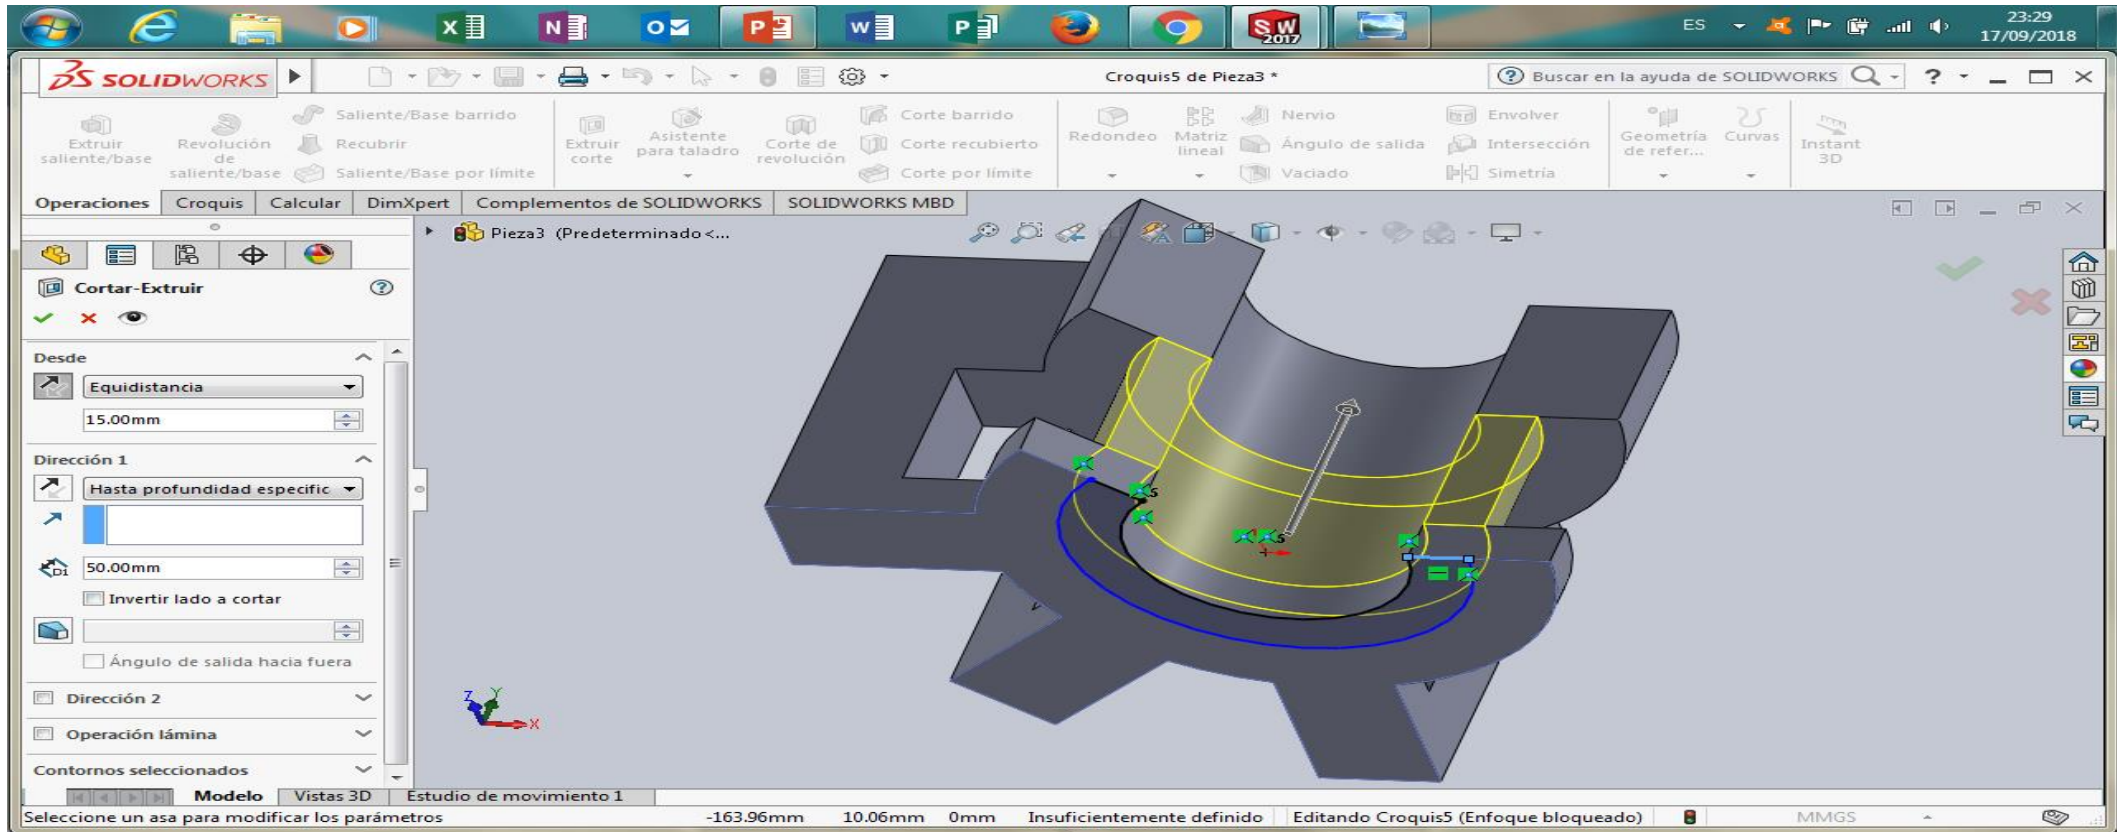 ES
23:29
17/09/2018
SOLIDWORKS
Croquis5 de Pieza3 *
Buscar en la ayuda de SOLIDWORKS
Extruir saliente/base
Revolución de saliente/base
Saliente/Base barrido
Recubrir
Saliente/Base por límite
Extruir corte
Asistente para taladro
Corte de revolución
Corte barrido
Corte recubierto
Corte por límite
Redondeo
Matriz lineal
Nervio
Ángulo de salida
Vaciado
Envolver
Intersección
Simetría
Geometría de refer...
Curvas
Instant 3D
Operaciones Croquis Calcular DimXpert Complementos de SOLIDWORKS SOLIDWORKS MBD
Pieza3 (Predeterminado<...
Cortar-Extruir
Desde
Equidistancia
15.00mm
Dirección 1
Hasta profundidad especific
D1
50.00mm
Invertir lado a cortar
Ángulo de salida hacia fuera
Dirección 2
Operación lámina
Contornos seleccionados
Z Y X
Modelo Vistas 3D Estudio de movimiento 1
Seleccione un asa para modificar los parámetros
-163.96mm 10.06mm 0mm Insuficientemente definido Editando Croquis5 (Enfoque bloqueado) MMGS